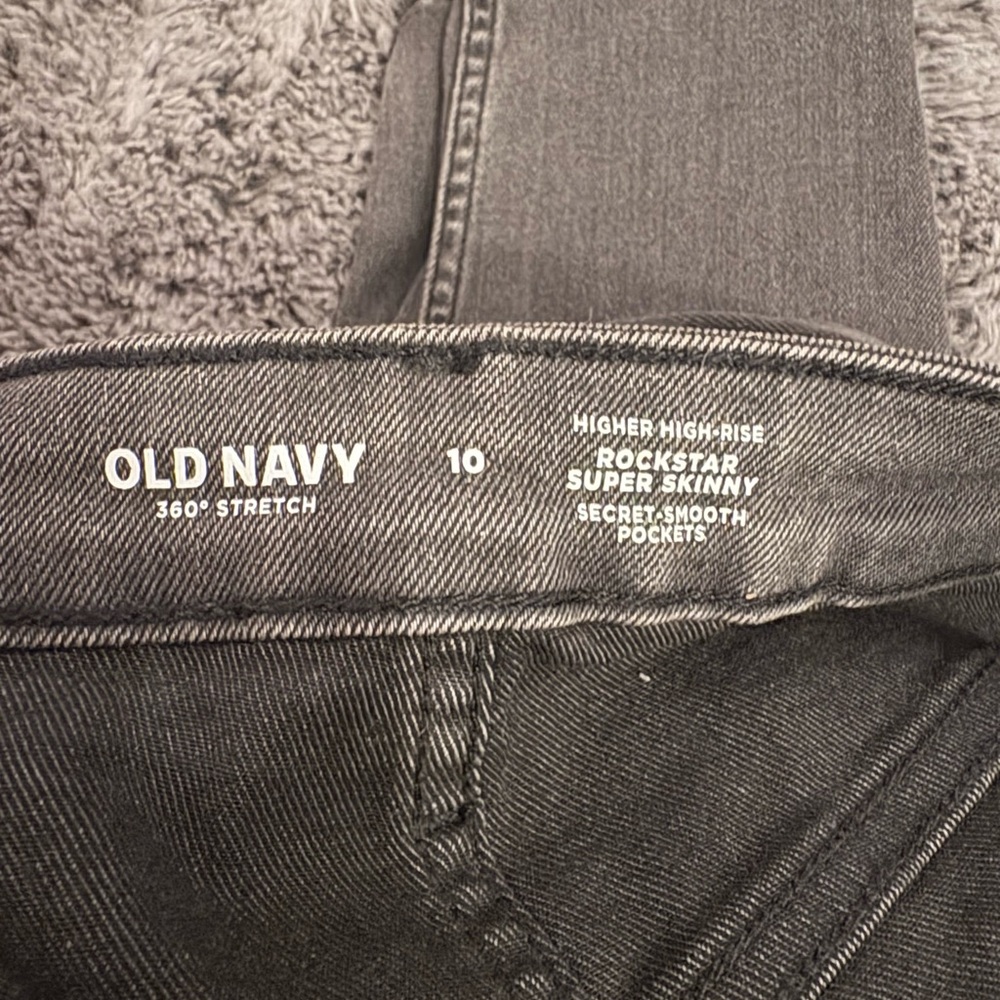 OLD NAVY
360° STRETCH
10
HIGHER HIGH-RISE
ROCKSTAR
SUPER SKINNY
SECRET-SMOOTH
POCKETS